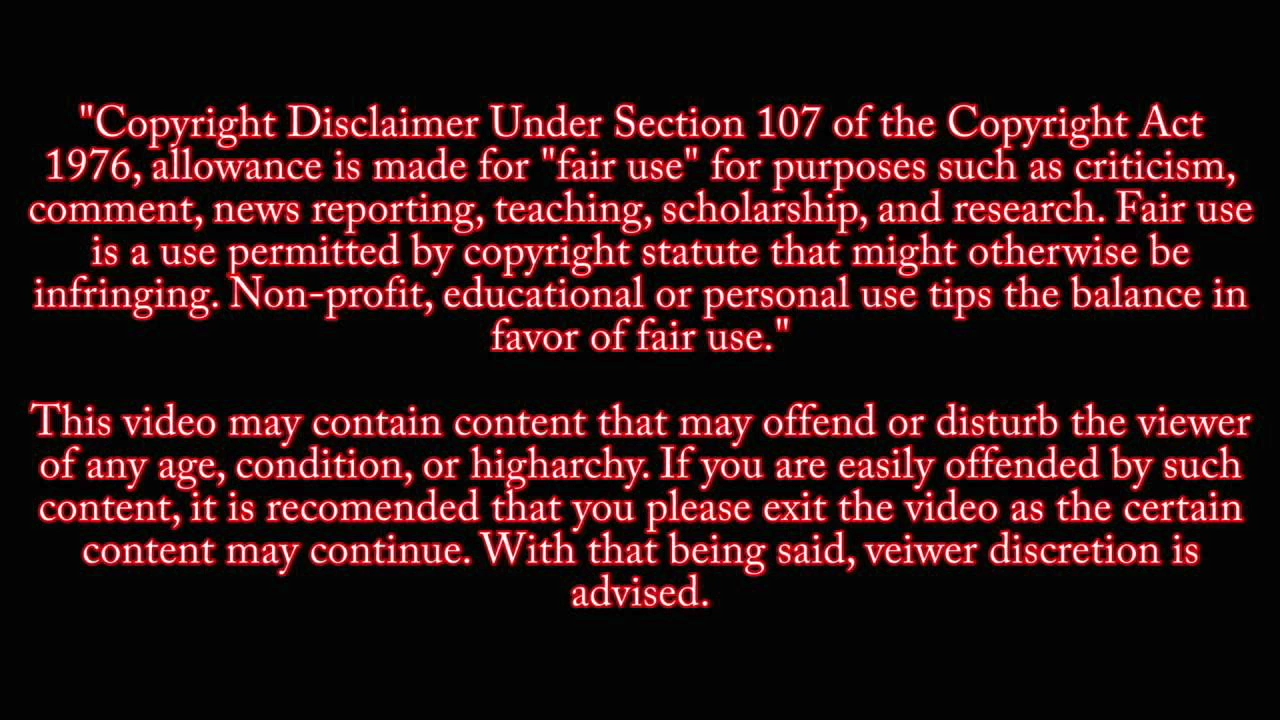 "Copyright Disclaimer Under Section 107 of the Copyright Act
1976, allowance is made for "fair use" for purposes such as criticism,
comment, news reporting, teaching, scholarship, and research. Fair use
is a use permitted by copyright statute that might otherwise be
infringing. Non-profit, educational or personal use tips the balance in
favor of fair use."
This video may contain content that may offend or disturb the viewer
of any age, condition, or higharchy. If you are easily offended by such
content, it is recomended that you please exit the video as the certain
content may continue. With that being said, veiwer discretion is
advised.